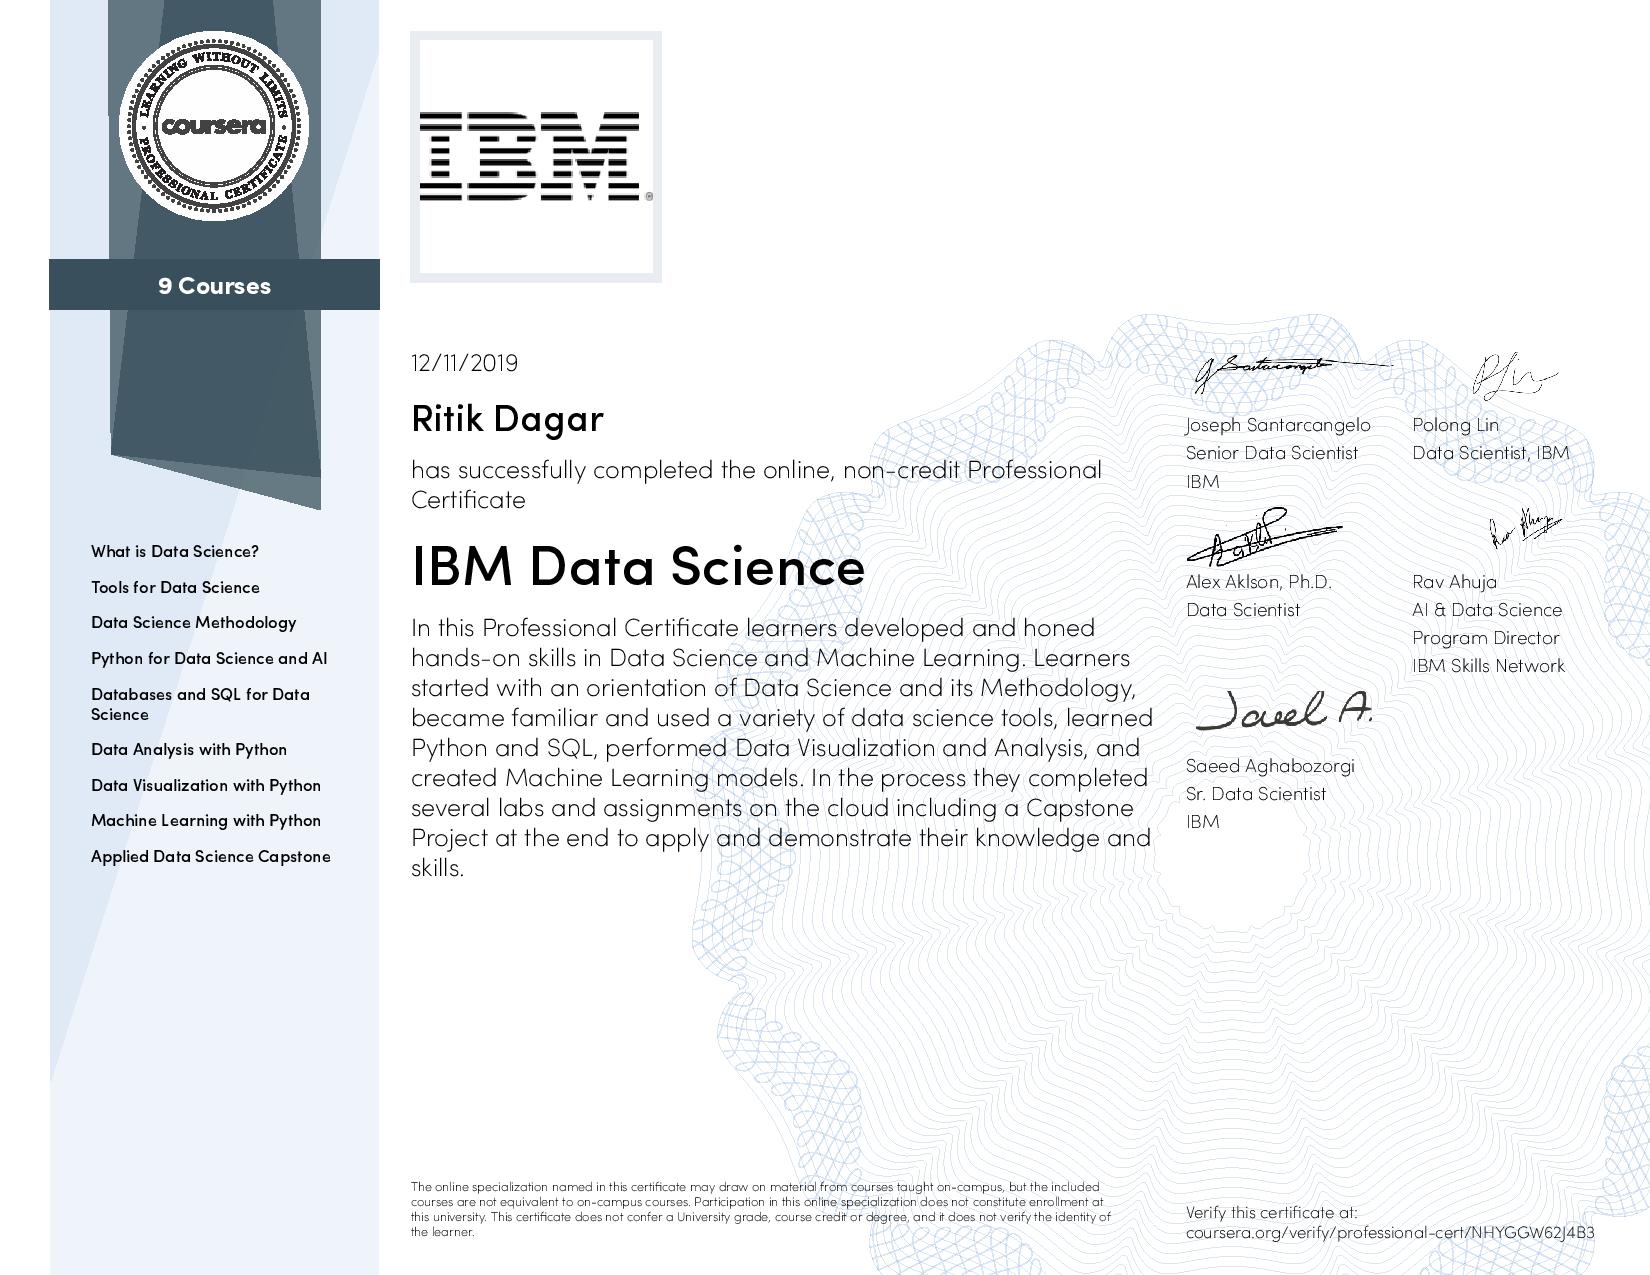 LEARNING WITHOUT LIMITS
coursera
PROFESSIONAL CERTIFICATE
9 Courses
What is Data Science?
Tools for Data Science
Data Science Methodology
Python for Data Science and AI
Databases and SQL for Data
Science
Data Analysis with Python
Data Visualization with Python
Machine Learning with Python
Applied Data Science Capstone
IBM®
12/11/2019
Ritik Dagar
has successfully completed the online, non-credit Professional
Certificate
IBM Data Science
In this Professional Certificate learners developed and honed
hands-on skills in Data Science and Machine Learning. Learners
started with an orientation of Data Science and its Methodology,
became familiar and used a variety of data science tools, learned
Python and SQL, performed Data Visualization and Analysis, and
created Machine Learning models. In the process they completed
several labs and assignments on the cloud including a Capstone
Project at the end to apply and demonstrate their knowledge and
skills.
Joseph Santarcangelo
Senior Data Scientist
IBM
Polong Lin
Data Scientist, IBM
Alex Aklson, Ph.D.
Data Scientist
Rav Ahuja
AI & Data Science
Program Director
IBM Skills Network
Saeed Aghabozorgi
Sr. Data Scientist
IBM
The online specialization named in this certificate may draw on material from courses taught on-campus, but the included
courses are not equivalent to on-campus courses. Participation in this online specialization does not constitute enrollment at
this university. This certificate does not confer a University grade, course credit or degree, and it does not verify the identity of
the learner.
Verify this certificate at:
coursera.org/verify/professional-cert/NHYGGW62J4B3